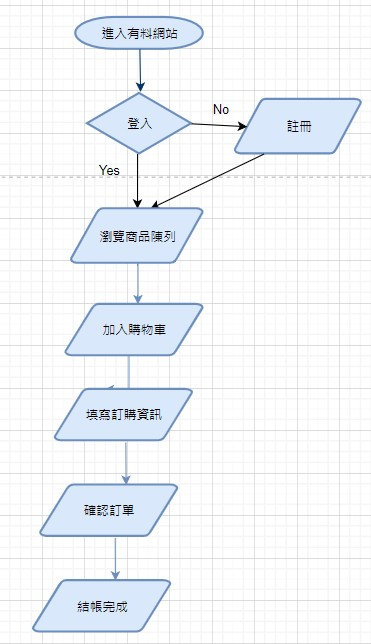 進入有料網站
登入
No
註冊
Yes
瀏覽商品陳列
加入購物車
填寫訂購資訊
確認訂單
結帳完成